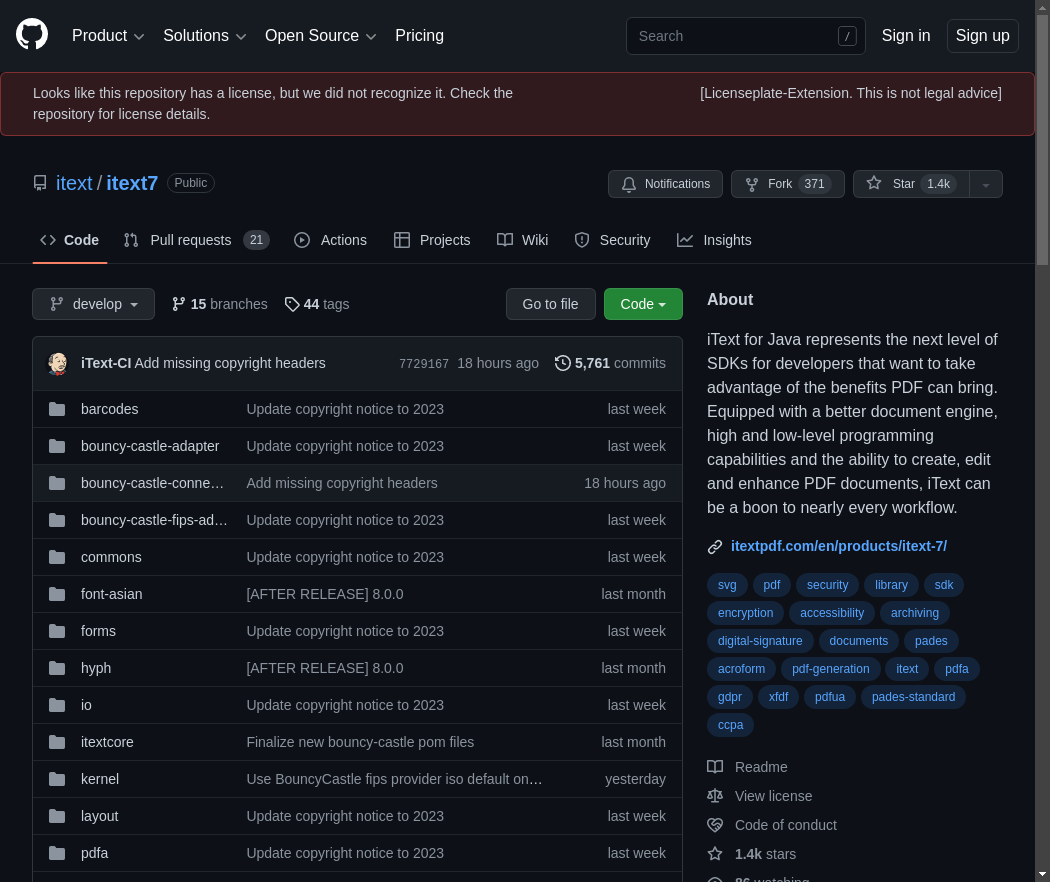 Product Solutions Open Source Pricing Search / Sign in Sign up
Looks like this repository has a license, but we did not recognize it. Check the
repository for license details.
[Licenseplate-Extension. This is not legal advice]
itext / itext7 Public
Notifications Fork 371 Star 1.4k
Code Pull requests 21 Actions Projects Wiki Security Insights
develop 15 branches 44 tags Go to file Code
iText-CI Add missing copyright headers 7729167 18 hours ago 5,761 commits
barcodes Update copyright notice to 2023 last week
bouncy-castle-adapter Update copyright notice to 2023 last week
bouncy-castle-conne… Add missing copyright headers 18 hours ago
bouncy-castle-fips-ad… Update copyright notice to 2023 last week
commons Update copyright notice to 2023 last week
font-asian [AFTER RELEASE] 8.0.0 last month
forms Update copyright notice to 2023 last week
hyph [AFTER RELEASE] 8.0.0 last month
io Update copyright notice to 2023 last week
itextcore Finalize new bouncy-castle pom files last month
kernel Use BouncyCastle fips provider iso default on… yesterday
layout Update copyright notice to 2023 last week
pdfa Update copyright notice to 2023 last week
About
iText for Java represents the next level of
SDKs for developers that want to take
advantage of the benefits PDF can bring.
Equipped with a better document engine,
high and low-level programming
capabilities and the ability to create, edit
and enhance PDF documents, iText can
be a boon to nearly every workflow.
itextpdf.com/en/products/itext-7/
svg pdf security library sdk
encryption accessibility archiving
digital-signature documents pades
acroform pdf-generation itext pdfa
gdpr xfdf pdfua pades-standard
ccpa
Readme
View license
Code of conduct
1.4k stars
86 watching